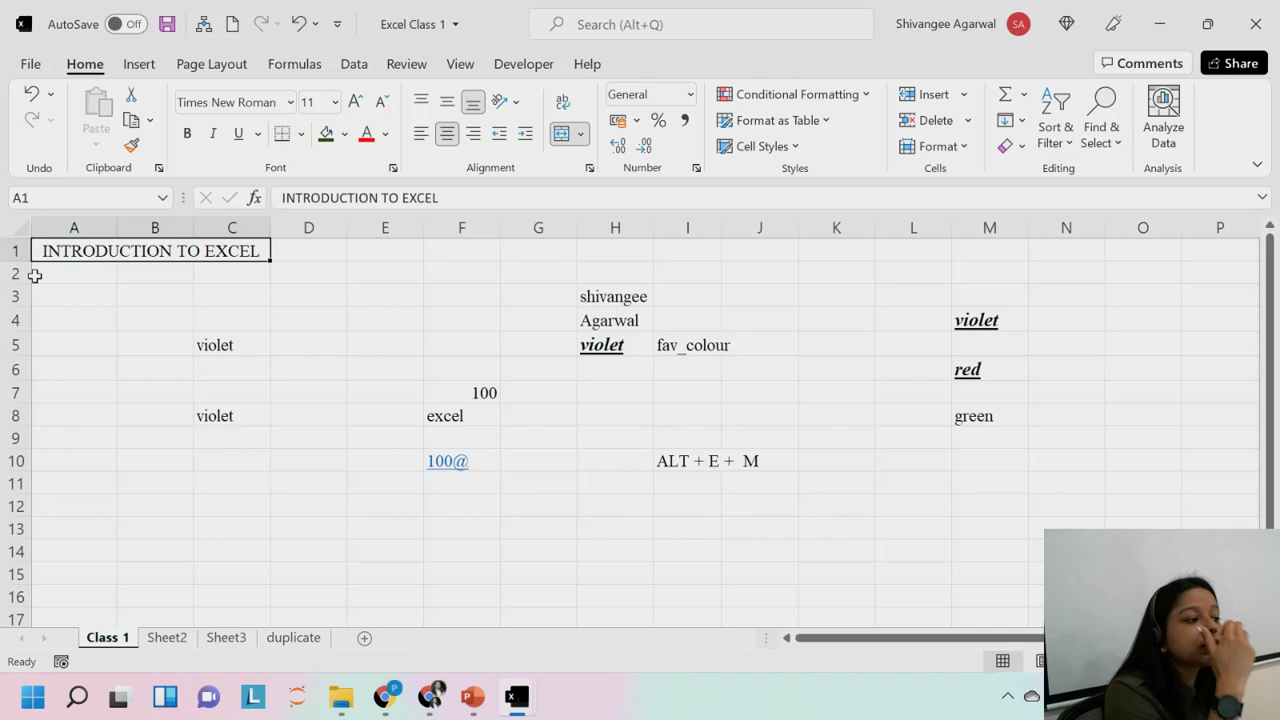 AutoSave Off Excel Class 1 Search (Alt+Q) Shivangee Agarwal SA
File Home Insert Page Layout Formulas Data Review View Developer Help Comments Share
Times New Roman 11 General Conditional Formatting Insert
Paste Format as Table Delete Sort & Find & Analyze
B I U A % Cell Styles Format Filter Select Data
Undo Clipboard Font Alignment Number Styles Cells Editing Analysis
A1 fx INTRODUCTION TO EXCEL
A B C D E F G H I J K L M N O P
1 INTRODUCTION TO EXCEL
2
3 shivangee
4 Agarwal violet
5 violet violet fav_colour
6 red
7 100
8 violet excel green
9
10 100@ ALT + E + M
11
12
13
14
15
16
17
Class 1 Sheet2 Sheet3 duplicate
Ready